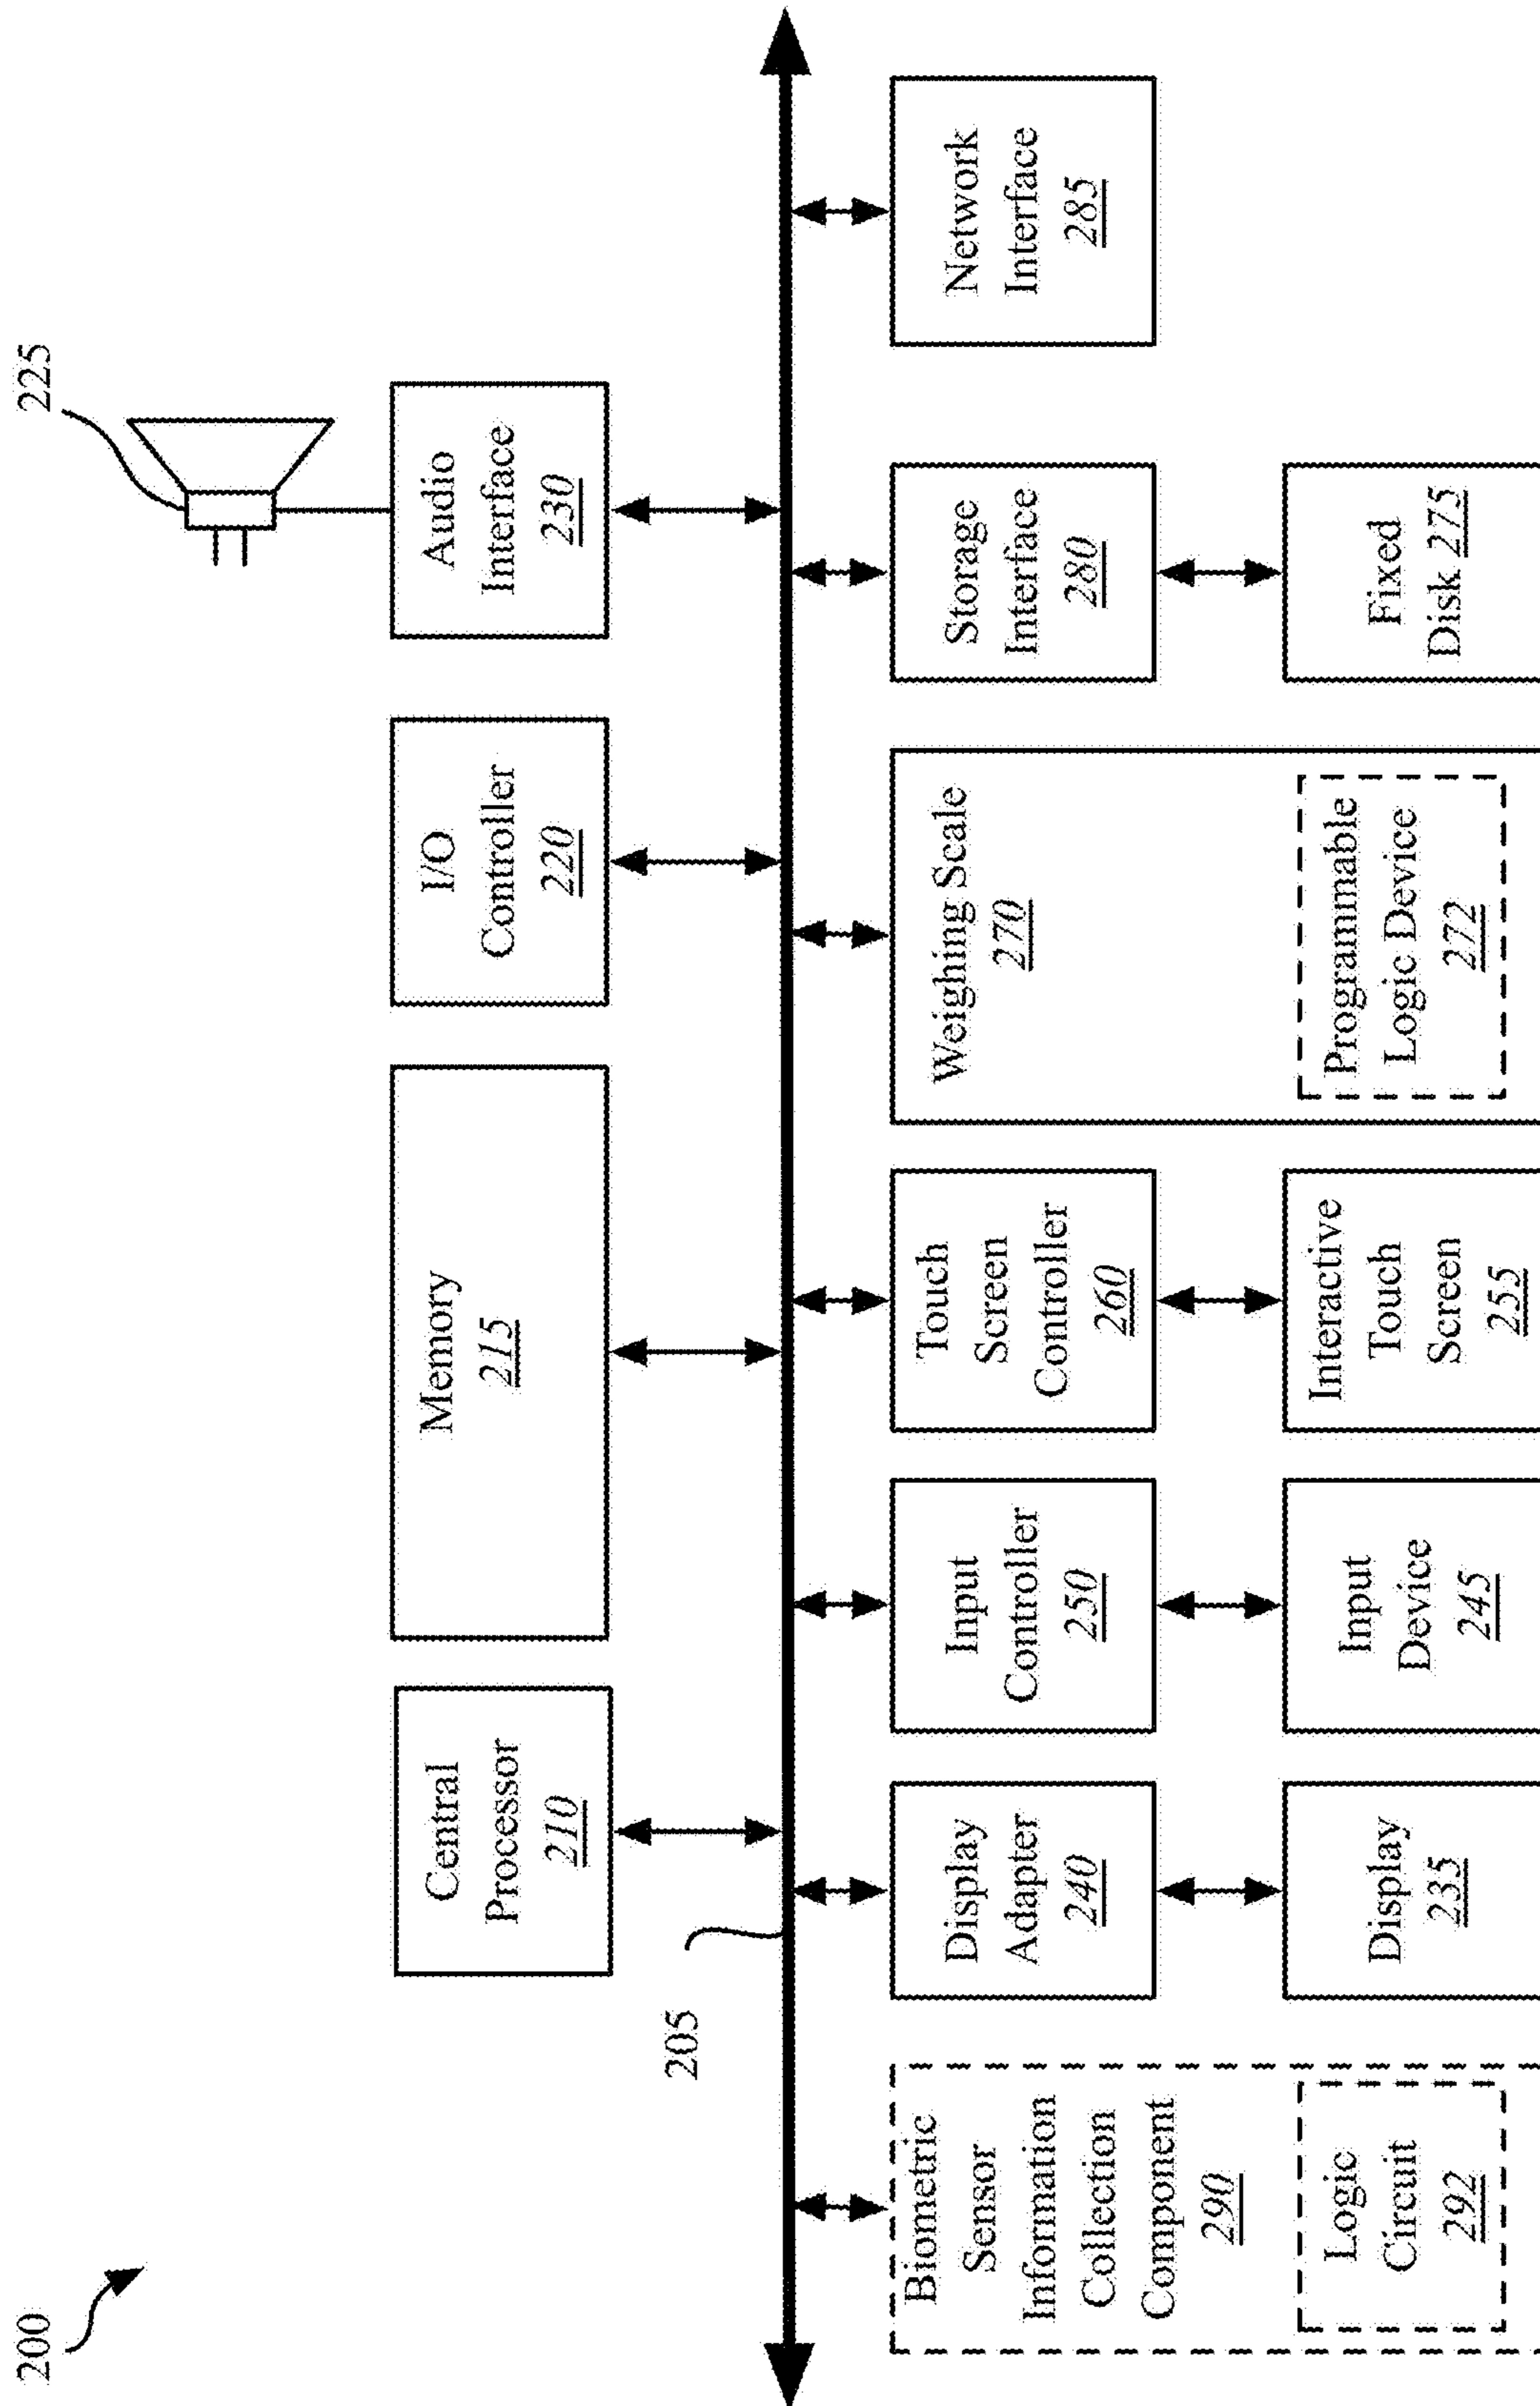 200
225
Central
Processor
210
Memory
215
I/O
Controller
220
Audio
Interface
230
205
Biometric
Sensor
Information
Collection
Component
290
Logic
Circuit
292
Display
Adapter
240
Display
235
Input
Controller
250
Input
Device
245
Touch
Screen
Controller
260
Interactive
Touch
Screen
255
Weighing Scale
270
Programmable
Logic Device
272
Storage
Interface
280
Fixed
Disk 275
Network
Interface
285